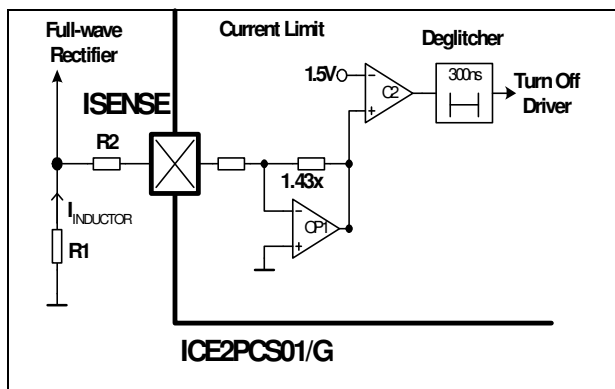 Full-wave
Rectifier
Current Limit
Deglitcher
1.5V
C2
300ns
Turn Off
Driver
ISENSE
R2
1.43x
I INDUCTOR
OP1
R1
ICE2PCS01/G